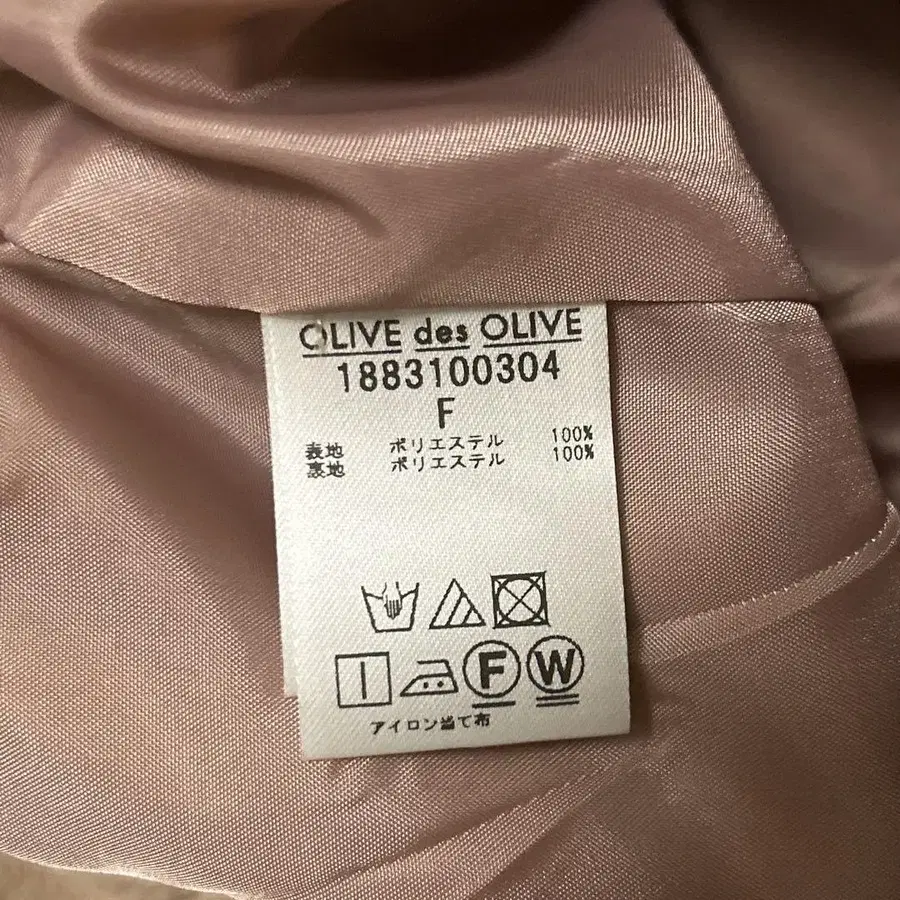 OLIVE des OLIVE
1883100304
F
表地 ポリエステル 100%
裏地 ポリエステル 100%
F W
アイロン当て布